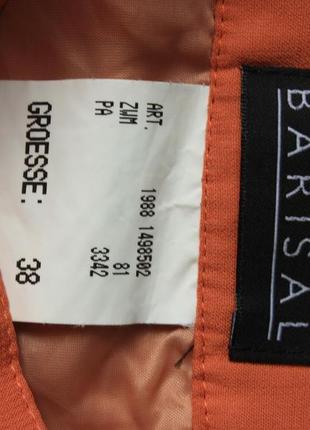 ART. 1988 1498502
ZWM 81
PA 3342
GROESSE: 38
BARISAL